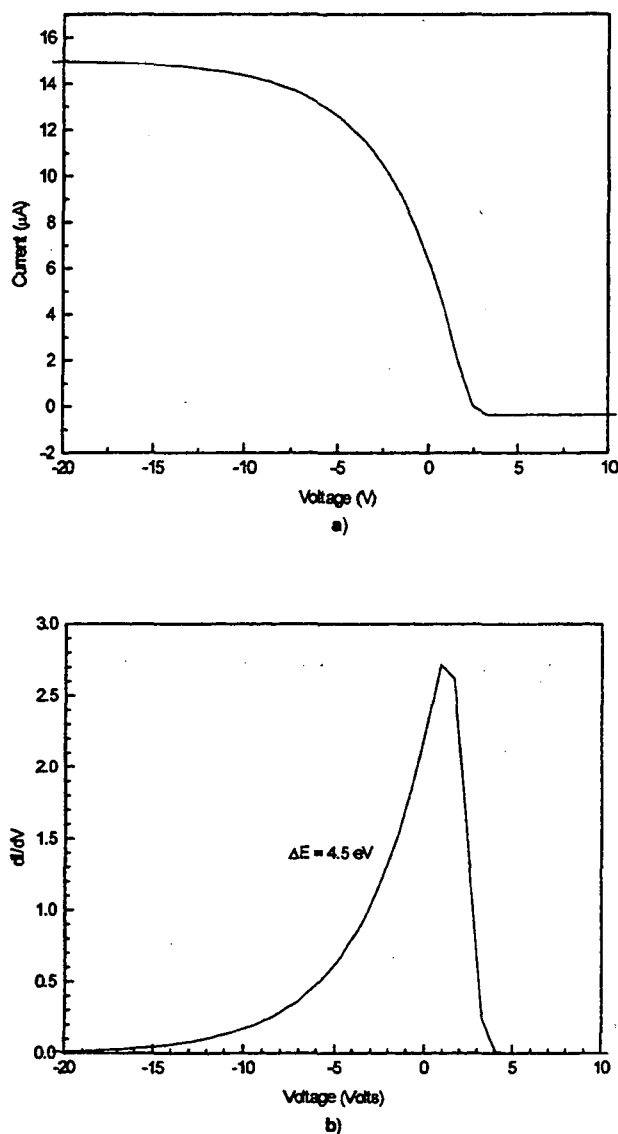 16
14
12
10
8
6
4
2
0
-2
Current (μA)
-20 -15 -10 -5 0 5 10
Voltage (V)
a)
3.0
2.5
2.0
1.5
1.0
0.5
0.0
dI/dV
ΔE = 4.5 eV
-20 -15 -10 -5 0 5 10
Voltage (Volts)
b)